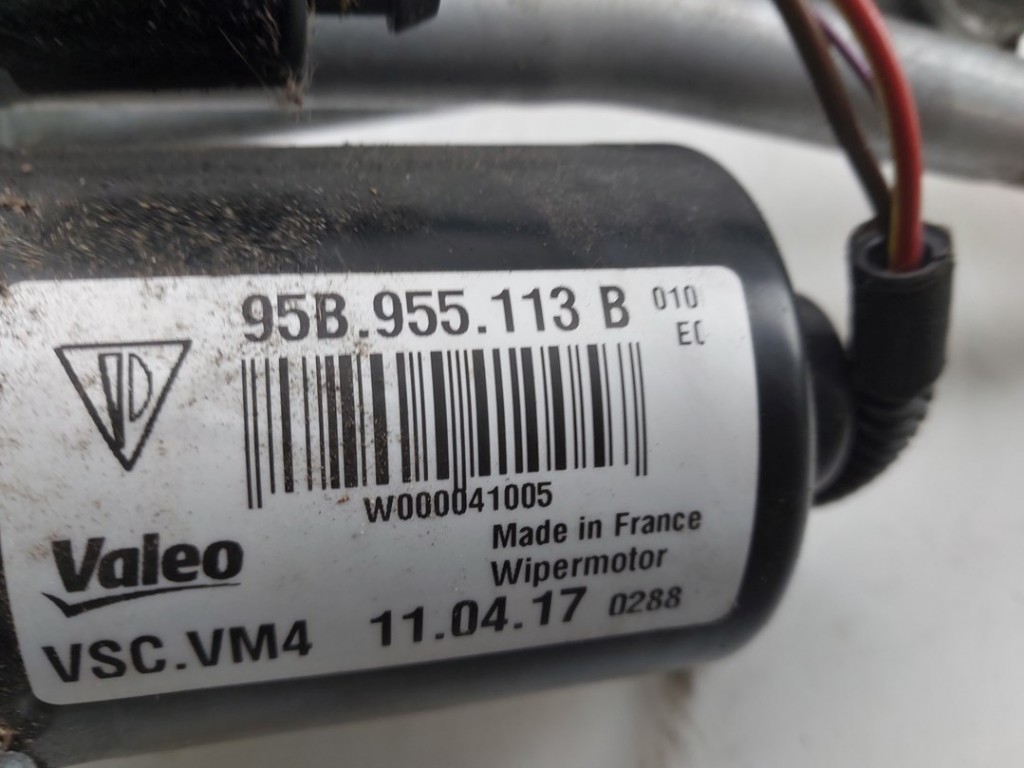 95B.955.113 B 010
EC
W000041005
Made in France
Valeo
Wipermotor
VSC.VM4 11.04.17 0288